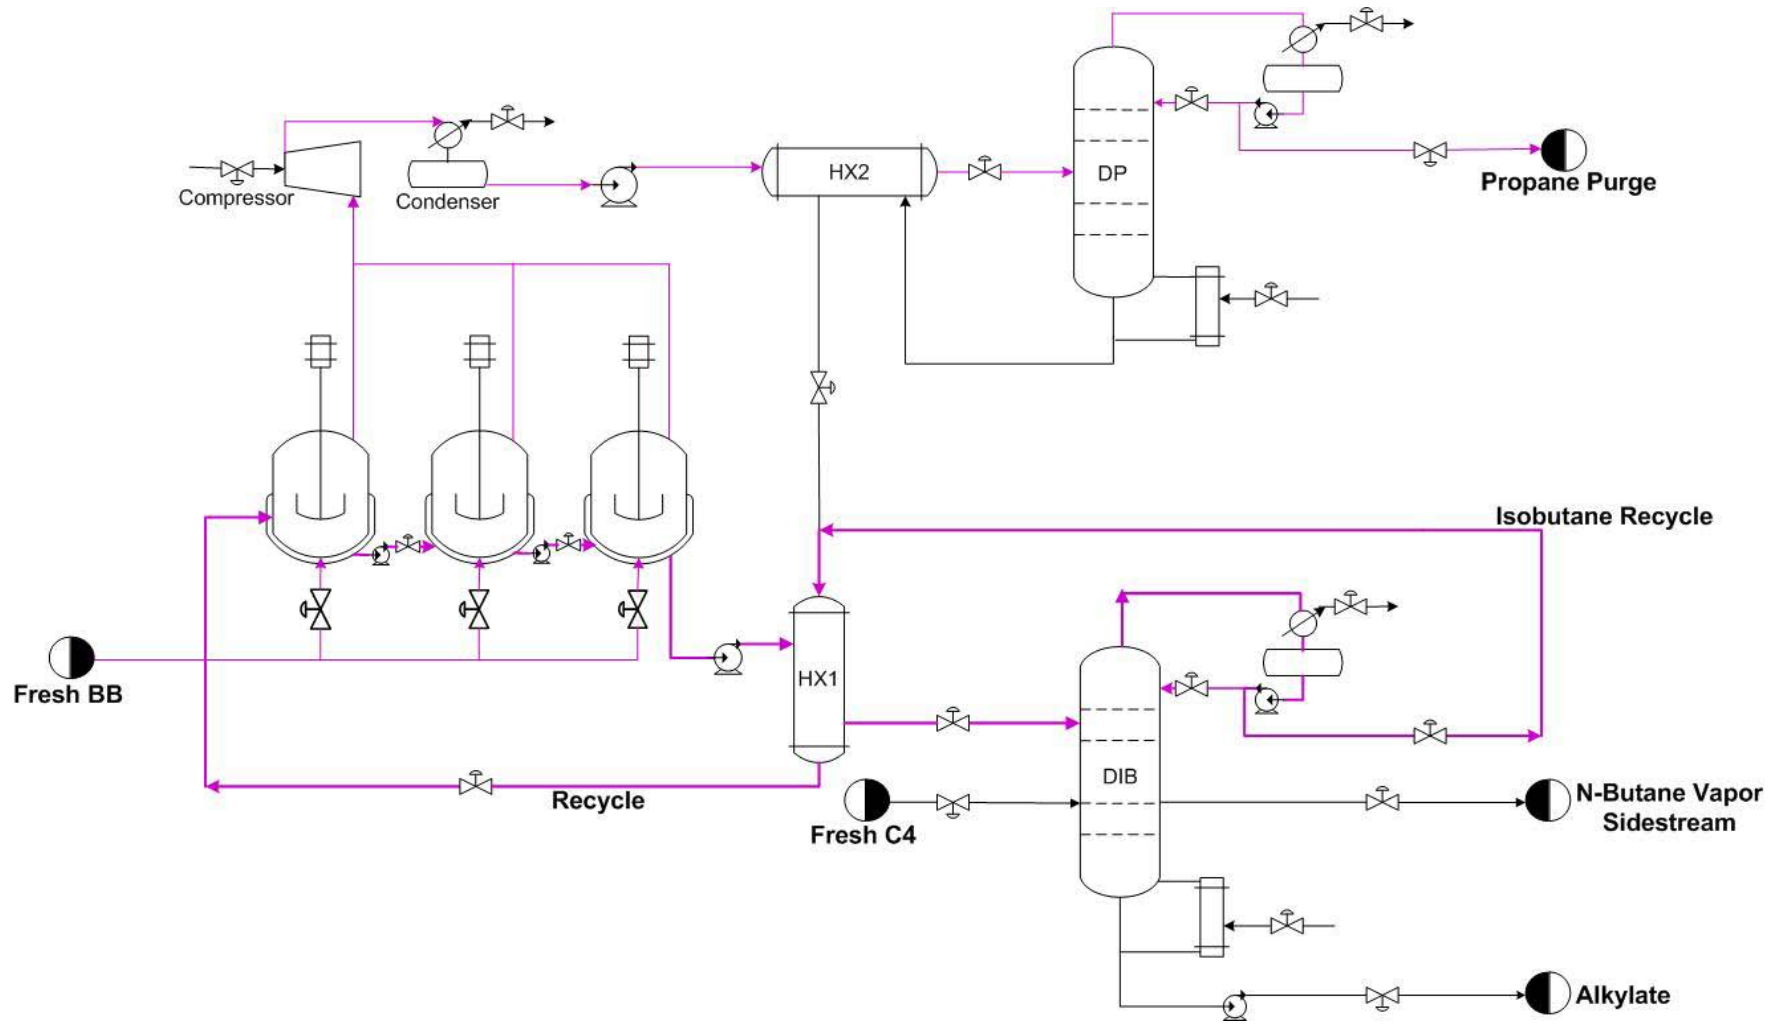 Compressor
Condenser
HX2
DP
Propane Purge
Isobutane Recycle
HX1
Fresh BB
Recycle
DIB
Fresh C4
N-Butane Vapor
Sidestream
Alkylate